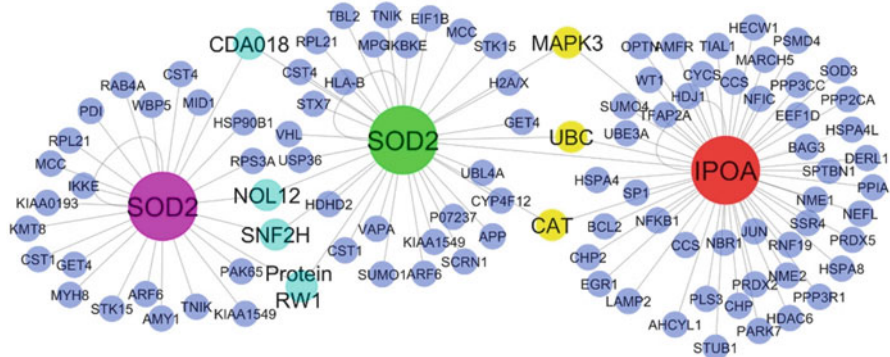 TBL2
TNIK
EIF1B
CDA018
RPL21
MPG
IKBKE
MCC
STK15
MAPK3
HECW1
OPTN
AMFR
TIAL1
PSMD4
RAB4A
CST4
CST4
HLA-B
H2A/X
WT1
CYCS
MARCH5
SOD3
PDI
WBP5
MID1
STX7
CCS
PPP3CC
SUMO4
HDJ1
NFIC
PPP2CA
RPL21
HSP90B1
VHL
SOD2
GET4
UBC
UBE3A
TFAP2A
EEF1D
HSPA4L
MCC
RPS3A
USP36
UBL4A
BAG3
DERL1
IKKE
NOL12
HDHD2
CYP4F12
HSPA4
SP1
IPOA
SPTBN1
PPIA
KIAA0193
SOD2
NME1
NEFL
KMT8
SNF2H
VAPA
P07237
CAT
BCL2
NFKB1
JUN
SSR4
PRDX5
CST1
GET4
CST1
KIAA1549
APP
CHP2
CCS
NBR1
RNF19
HSPA8
MYH8
PAK65
Protein
RW1
SUMO1
ARF6
SCRN1
EGR1
NME2
PPP3R1
STK15
ARF6
TNIK
LAMP2
PLS3
PRDX2
CHP
HDAC6
AMY1
KIAA1549
AHCYL1
PARK7
STUB1